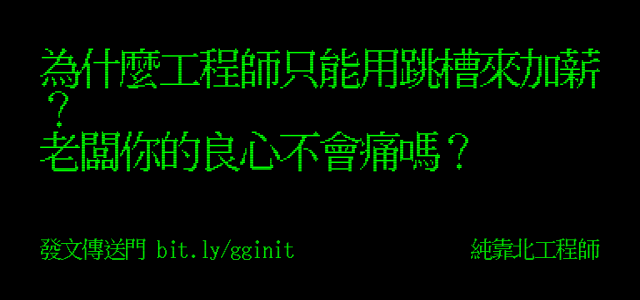 為什麼工程師只能用跳槽來加薪
？
老闆你的良心不會痛嗎？
發文傳送門 bit.ly/gginit
純靠北工程師